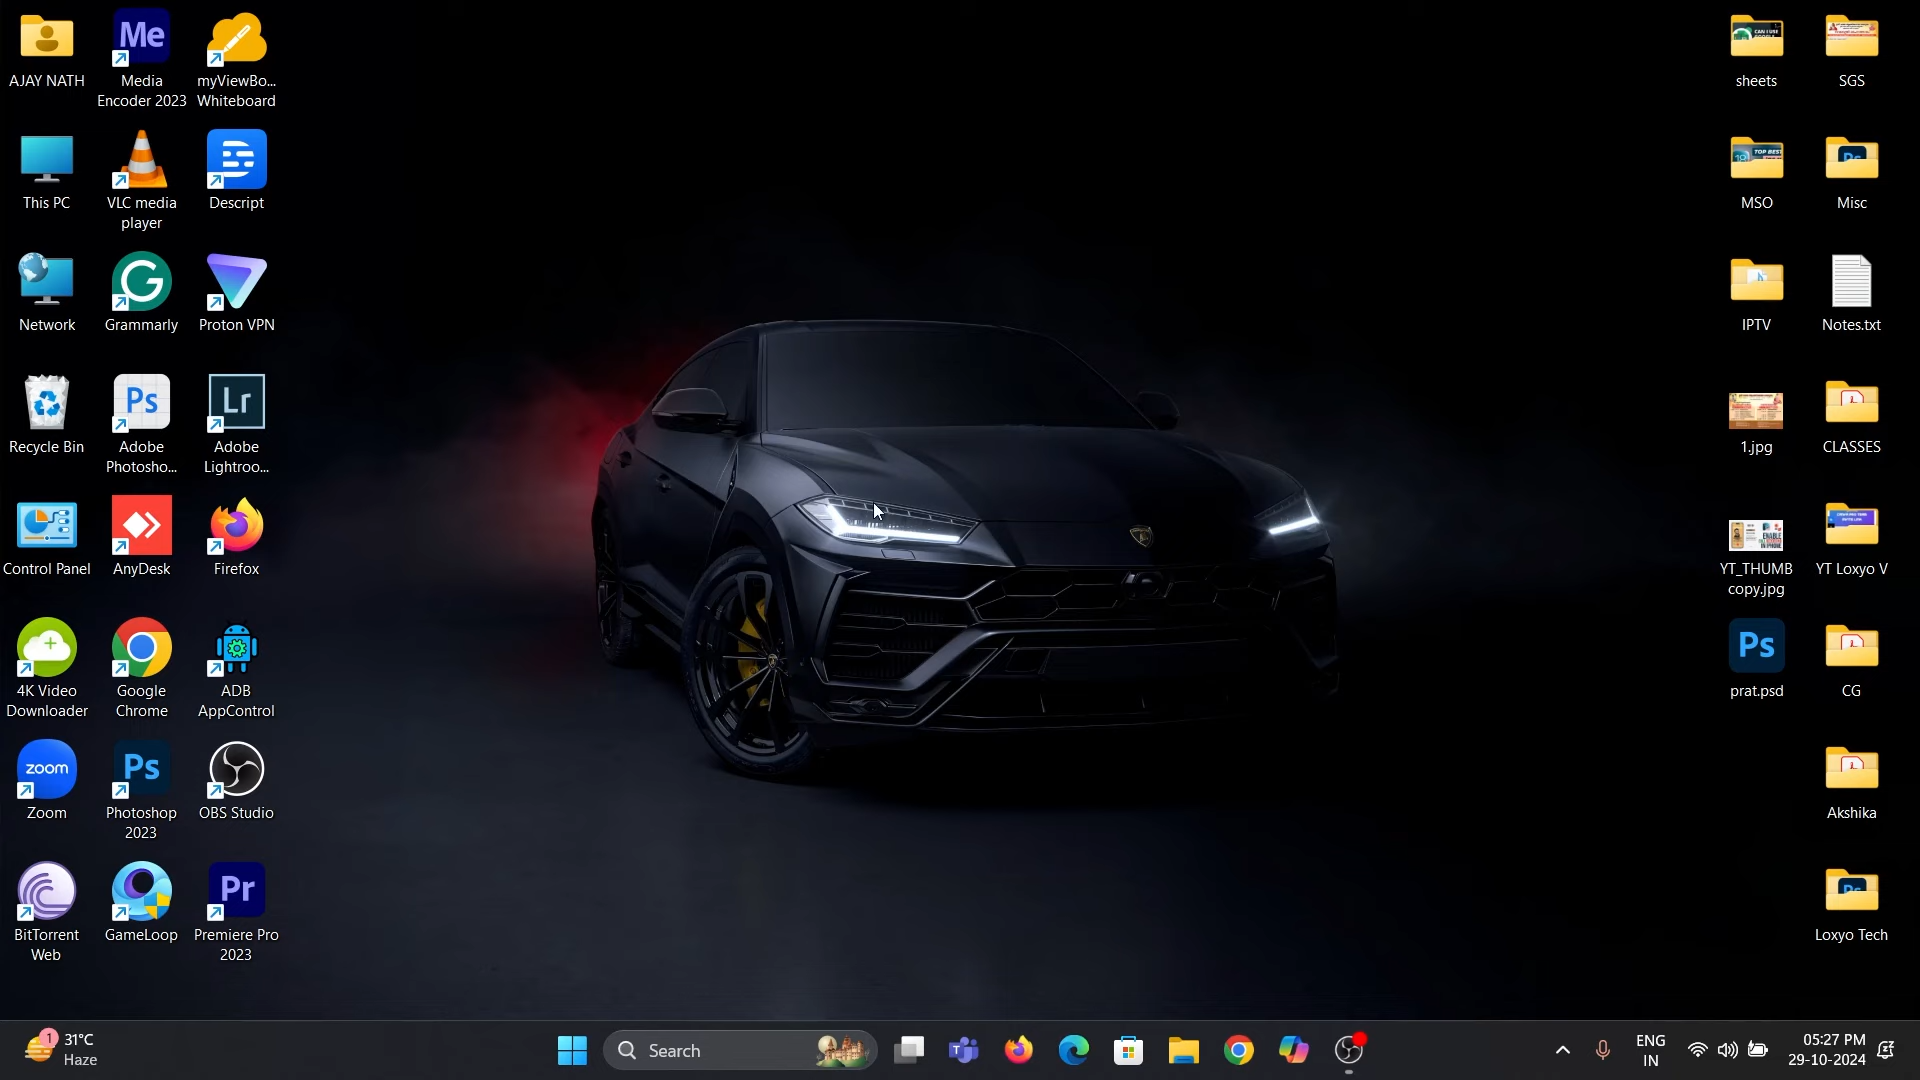 AJAY NATH
Me
Media
Encoder 2023
myViewBo...
Whiteboard
This PC
VLC media
player
Descript
Network
Grammarly
Proton VPN
Recycle Bin
Ps
Adobe
Photosho...
Lr
Adobe
Lightroo...
Control Panel
AnyDesk
Firefox
4K Video
Downloader
Google
Chrome
ADB
AppControl
zoom
Zoom
Ps
Photoshop
2023
OBS Studio
BitTorrent
Web
GameLoop
Pr
Premiere Pro
2023
sheets
SGS
MSO
Misc
IPTV
Notes.txt
1.jpg
CLASSES
YT_THUMB
copy.jpg
YT Loxyo V
Ps
prat.psd
CG
Akshika
Loxyo Tech
1
31°C
Haze
Search
ENG
IN
05:27 PM
29-10-2024